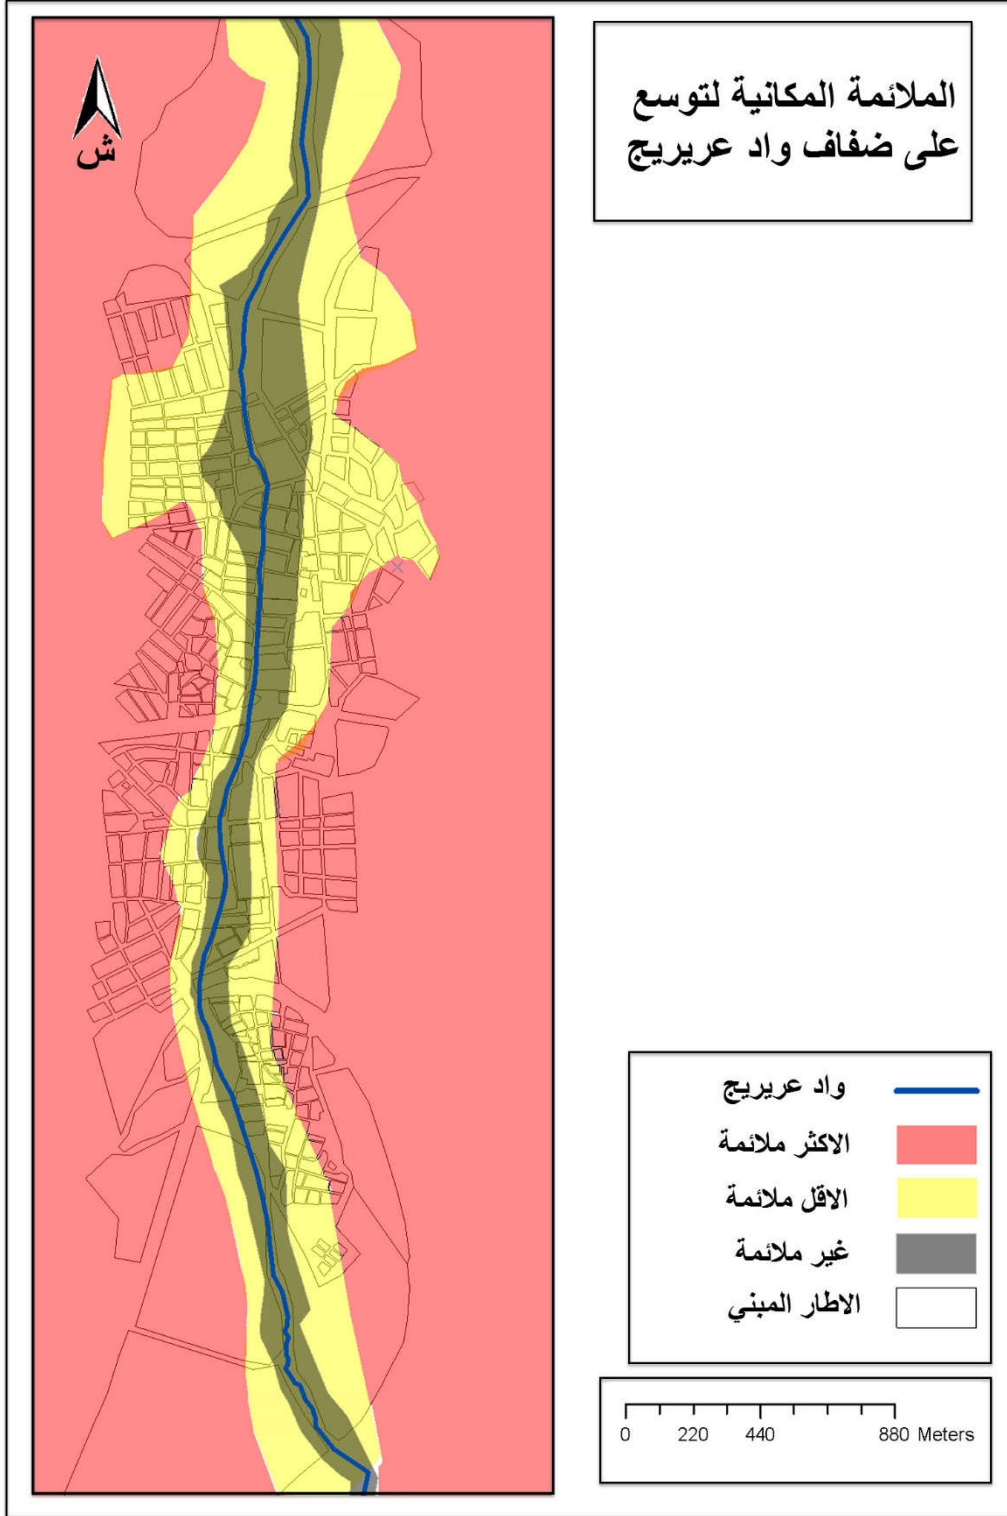 الملائمة المكانية لتوسع
على ضفاف واد عريريج
ش
واد عريريج
الاكثر ملائمة
الاقل ملائمة
غير ملائمة
الاطار المبني
0 220 440 880 Meters